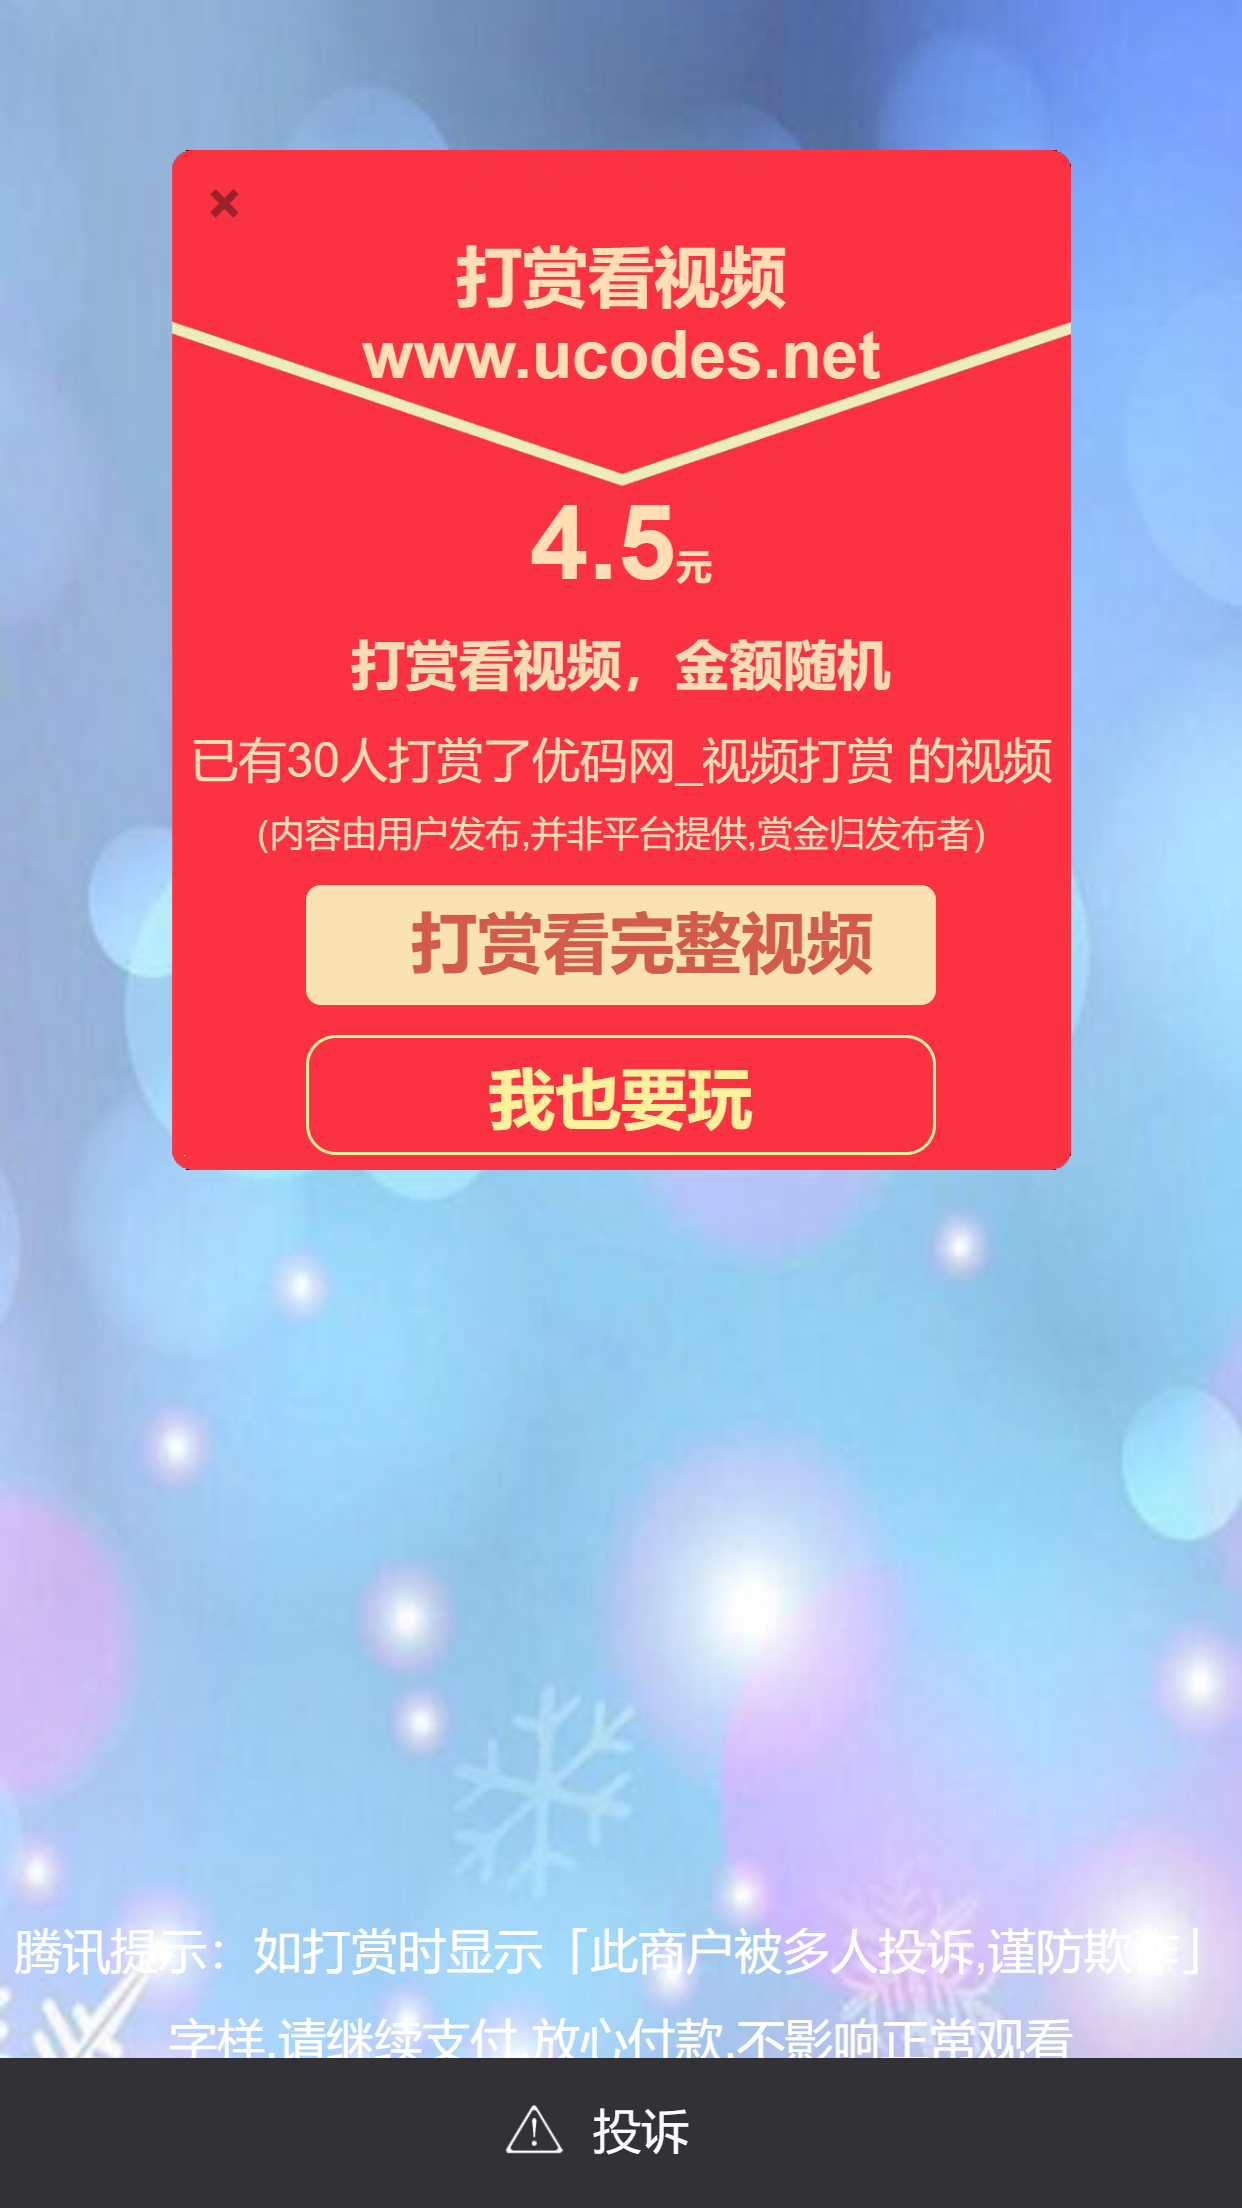 打赏看视频
www.ucodes.net
4.5元
打赏看视频，金额随机
已有30人打赏了优码网_视频打赏 的视频
(内容由用户发布,并非平台提供,赏金归发布者)
打赏看完整视频
我也要玩
腾讯提示：如打赏时显示「此商户被多人投诉,谨防欺诈」
字样,请继续支付,放心付款,不影响正常观看
投诉